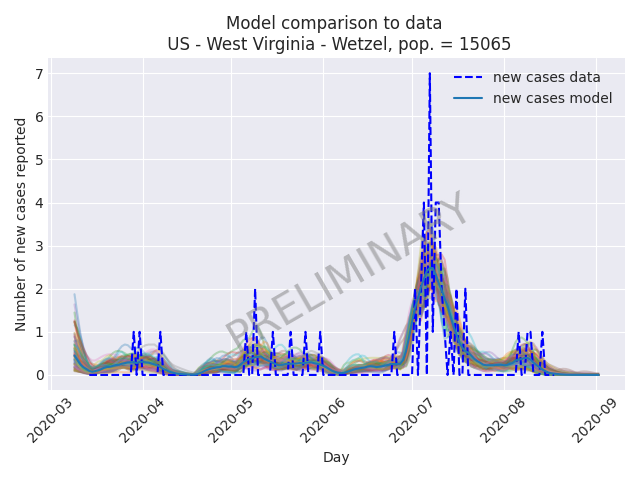 Model comparison to data
US - West Virginia - Wetzel, pop. = 15065
new cases data
new cases model
PRELIMINARY
Number of new cases reported
7
6
5
4
3
2
1
0
2020-03
2020-04
2020-05
2020-06
2020-07
2020-08
2020-09
Day